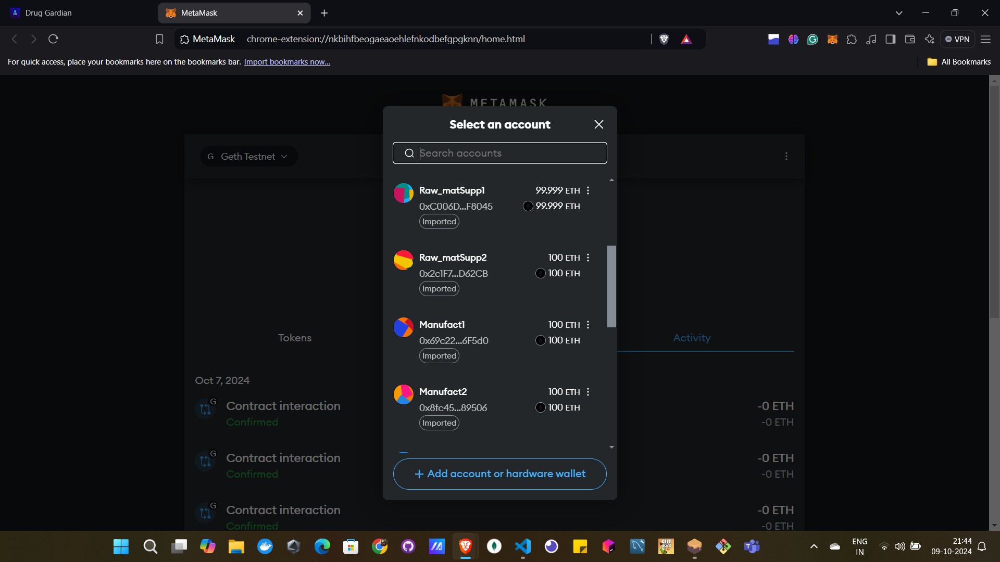 Drug Gardian
MetaMask
MetaMask chrome-extension://nkbihfbeogaeaoehlefnkodbefgpgknn/home.html
VPN
For quick access, place your bookmarks here on the bookmarks bar. Import bookmarks now...
All Bookmarks
METAMASK
Select an account
G Geth Testnet
Search accounts
Raw_matSupp1 99.999 ETH
0xC006D...F8045 99.999 ETH
Imported
Raw_matSupp2 100 ETH
0x2c1F7...D62CB 100 ETH
Imported
Manufact1 100 ETH
0x69c22...6F5d0 100 ETH
Imported
Manufact2 100 ETH
0x8fc45...89506 100 ETH
Imported
+ Add account or hardware wallet
Tokens
Activity
Oct 7, 2024
G
Contract interaction -0 ETH
Confirmed -0 ETH
G
Contract interaction -0 ETH
Confirmed -0 ETH
G
Contract interaction -0 ETH
Confirmed -0 ETH
ENG
IN
21:44
09-10-2024